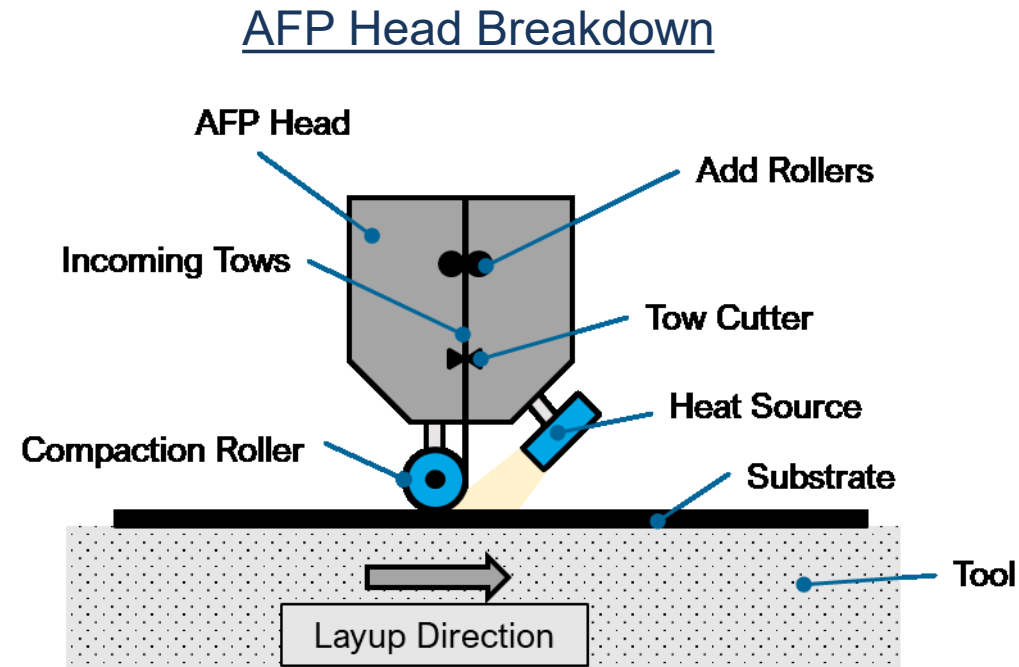 AFP Head Breakdown
AFP Head
Add Rollers
Incoming Tows
Tow Cutter
Heat Source
Compaction Roller
Substrate
Tool
Layup Direction